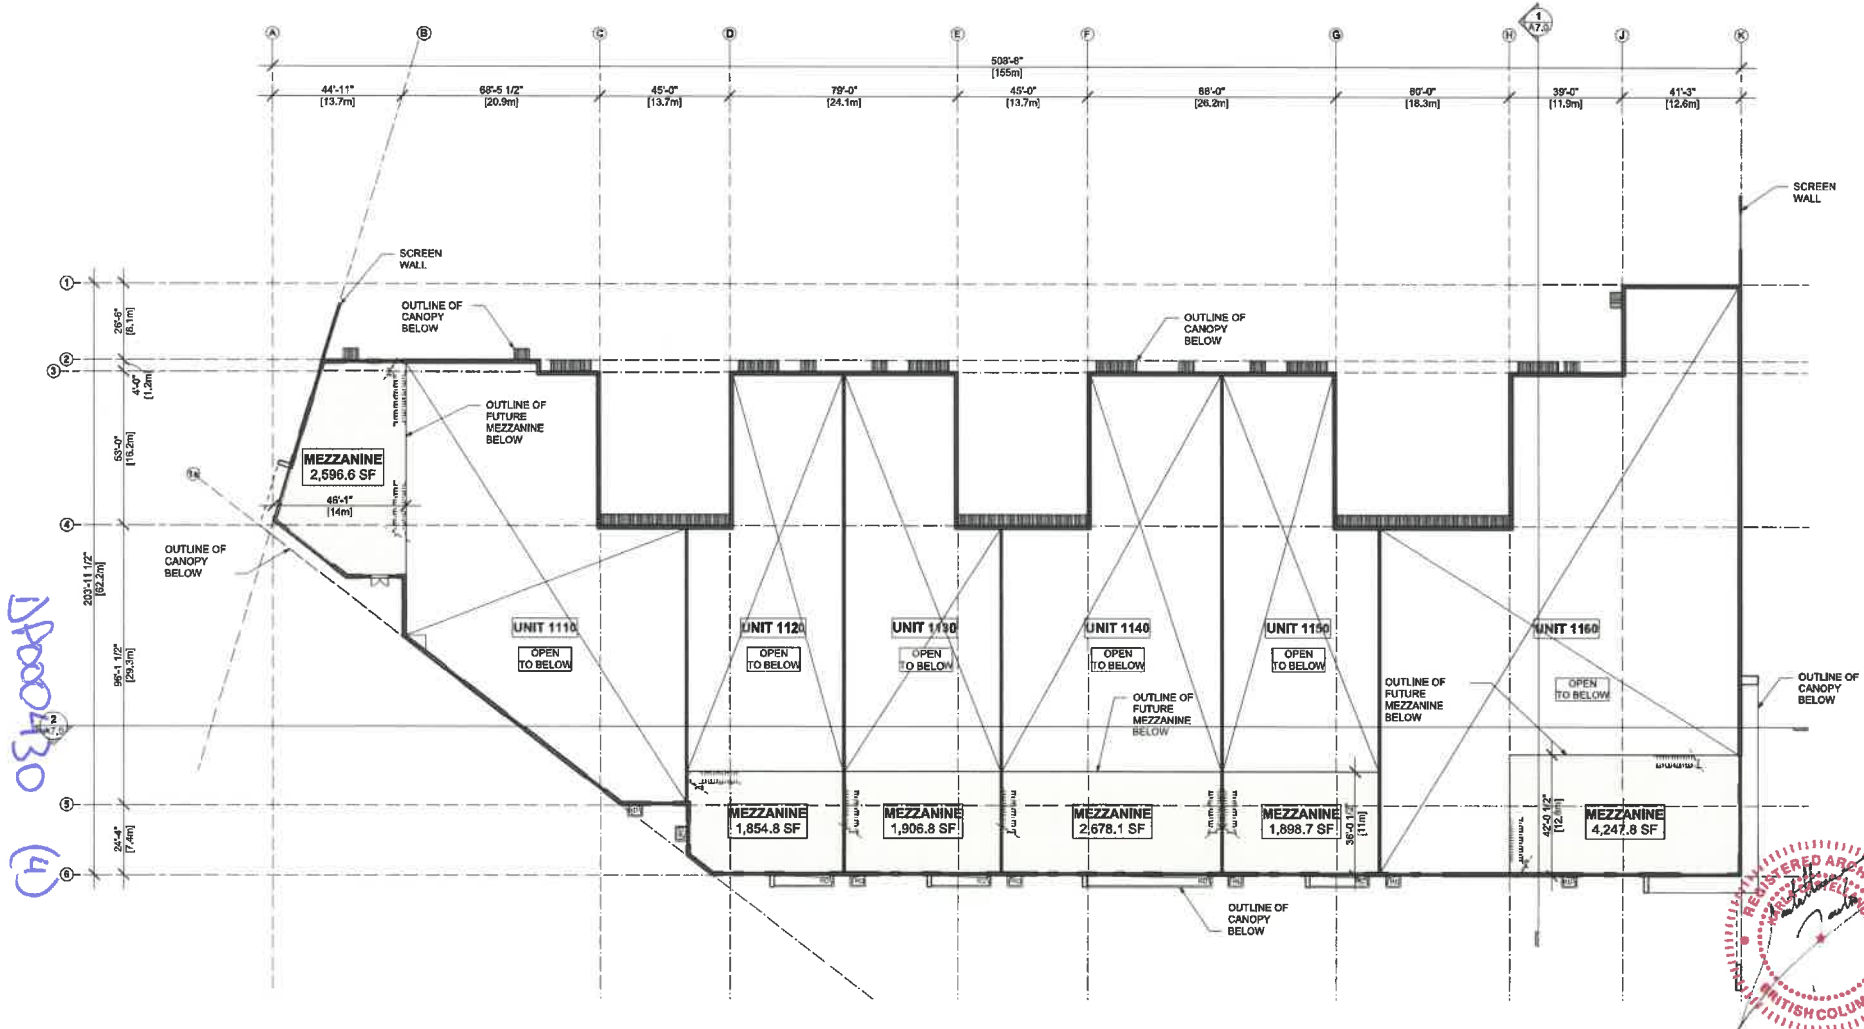 A
B
C
D
E
F
G
H
J
K
1
A7.0
508'-8"
[155m]
44'-11"
[13.7m]
68'-5 1/2"
[20.9m]
45'-0"
[13.7m]
79'-0"
[24.1m]
45'-0"
[13.7m]
86'-0"
[26.2m]
60'-0"
[18.3m]
39'-0"
[11.9m]
41'-3"
[12.6m]
SCREEN
WALL
SCREEN
WALL
OUTLINE OF
CANOPY
BELOW
OUTLINE OF
CANOPY
BELOW
1
2
3
4
5
6
26'-6"
[8.1m]
4'-0"
[1.2m]
53'-0"
[16.2m]
203'-11 1/2"
[62.2m]
96'-1 1/2"
[29.3m]
24'-4"
[7.4m]
OUTLINE OF
FUTURE
MEZZANINE
BELOW
MEZZANINE
2,596.6 SF
46'-1"
[14m]
OUTLINE OF
CANOPY
BELOW
UNIT 1110
OPEN
TO BELOW
UNIT 1120
OPEN
TO BELOW
UNIT 1130
OPEN
TO BELOW
UNIT 1140
OPEN
TO BELOW
UNIT 1150
OPEN
TO BELOW
UNIT 1160
OPEN
TO BELOW
OUTLINE OF
FUTURE
MEZZANINE
BELOW
OUTLINE OF
FUTURE
MEZZANINE
BELOW
OUTLINE OF
CANOPY
BELOW
2
A7.0
MEZZANINE
1,854.8 SF
MEZZANINE
1,906.8 SF
MEZZANINE
2,678.1 SF
MEZZANINE
1,898.7 SF
36'-0 1/2"
[11m]
42'-0 1/2"
MEZZANINE
4,247.8 SF
OUTLINE OF
CANOPY
BELOW
DP000430 (4)
REGISTERED ARCH
BRITISH COLUM